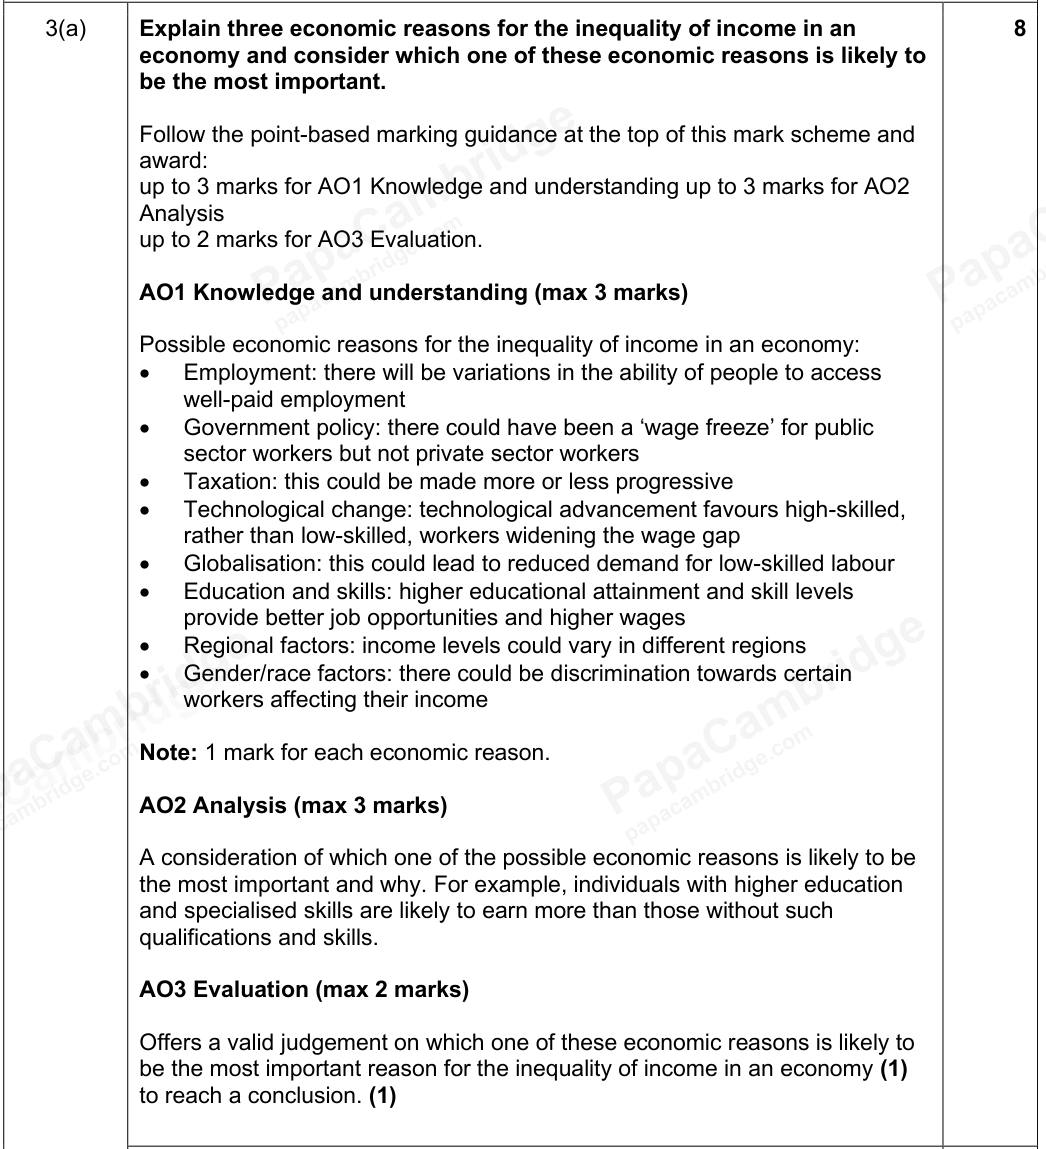 3(a)
Explain three economic reasons for the inequality of income in an
economy and consider which one of these economic reasons is likely to
be the most important.
8
Follow the point-based marking guidance at the top of this mark scheme and
award:
up to 3 marks for AO1 Knowledge and understanding up to 3 marks for AO2
Analysis
up to 2 marks for AO3 Evaluation.
AO1 Knowledge and understanding (max 3 marks)
Possible economic reasons for the inequality of income in an economy:
• Employment: there will be variations in the ability of people to access
well-paid employment
• Government policy: there could have been a ‘wage freeze’ for public
sector workers but not private sector workers
• Taxation: this could be made more or less progressive
• Technological change: technological advancement favours high-skilled,
rather than low-skilled, workers widening the wage gap
• Globalisation: this could lead to reduced demand for low-skilled labour
• Education and skills: higher educational attainment and skill levels
provide better job opportunities and higher wages
• Regional factors: income levels could vary in different regions
• Gender/race factors: there could be discrimination towards certain
workers affecting their income
Note: 1 mark for each economic reason.
AO2 Analysis (max 3 marks)
A consideration of which one of the possible economic reasons is likely to be
the most important and why. For example, individuals with higher education
and specialised skills are likely to earn more than those without such
qualifications and skills.
AO3 Evaluation (max 2 marks)
Offers a valid judgement on which one of these economic reasons is likely to
be the most important reason for the inequality of income in an economy (1)
to reach a conclusion. (1)
PapaCambridge
papacambridge.com
PapaCambridge
papacambridge.com